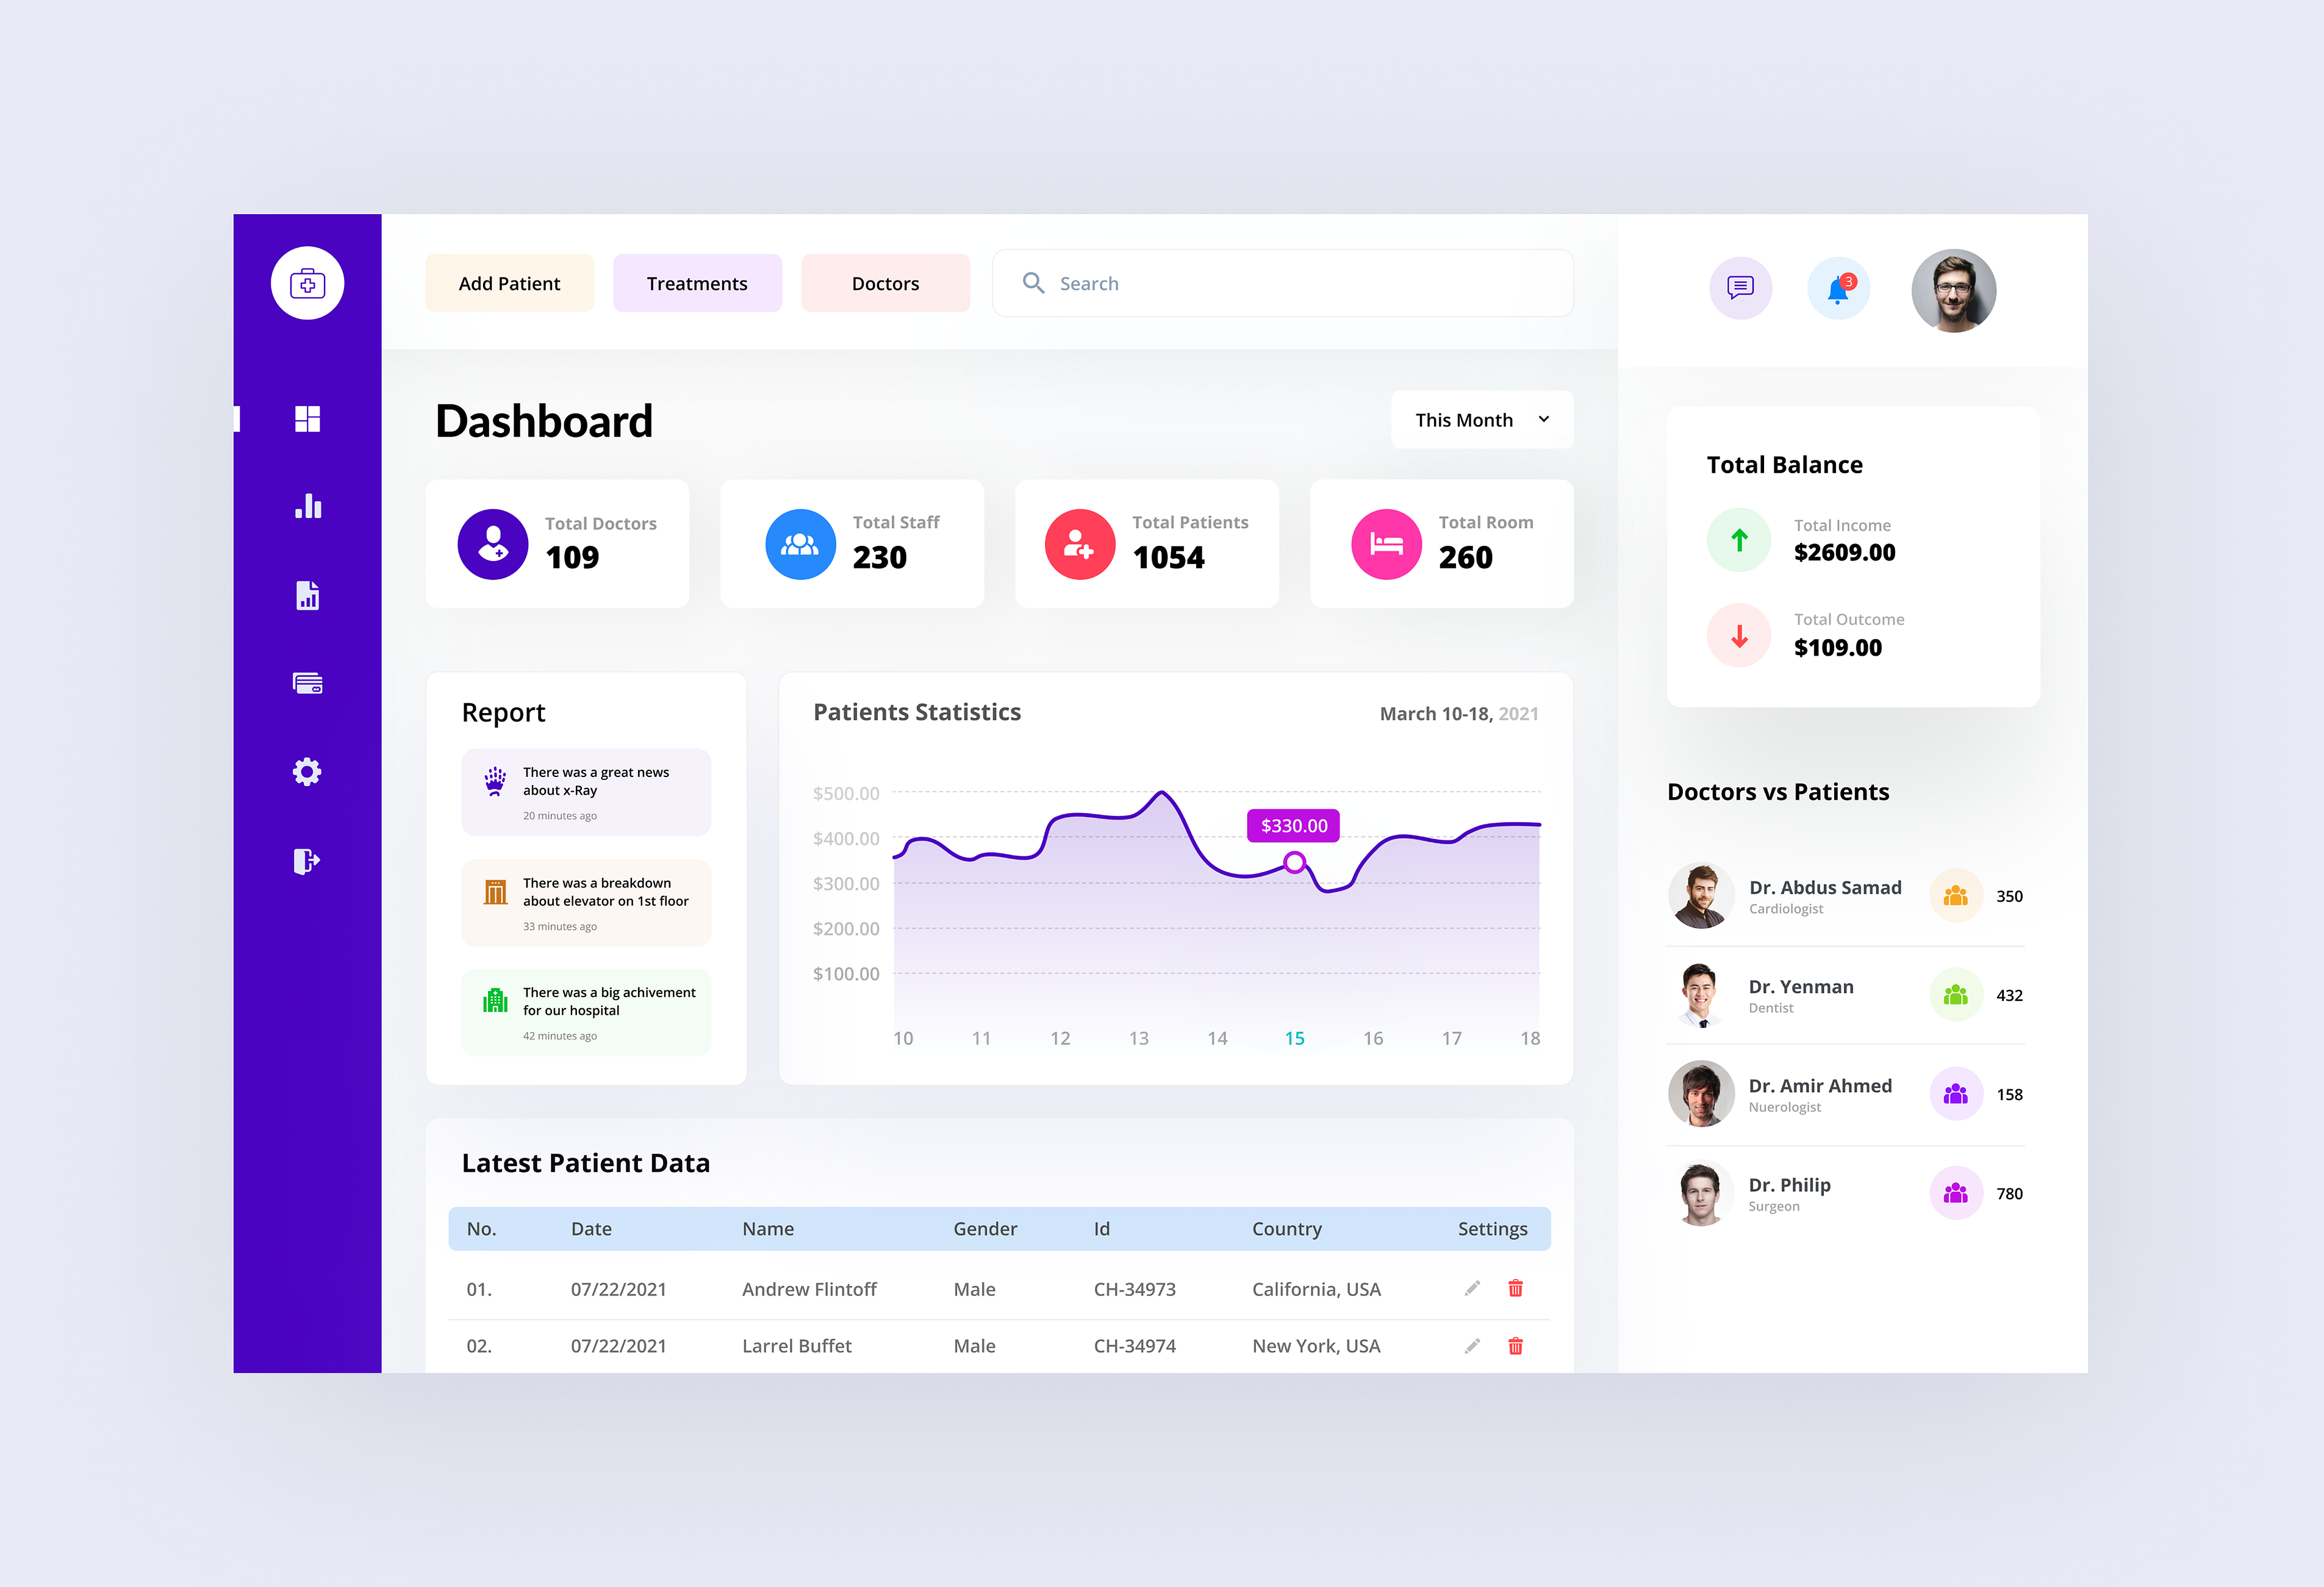 Add Patient
Treatments
Doctors
Search
3
Dashboard
This Month
Total Doctors
109
Total Staff
230
Total Patients
1054
Total Room
260
Report
There was a great news
about x-Ray
20 minutes ago
There was a breakdown
about elevator on 1st floor
33 minutes ago
There was a big achivement
for our hospital
42 minutes ago
Patients Statistics
March 10-18, 2021
$500.00
$400.00
$300.00
$200.00
$100.00
$330.00
10 11 12 13 14 15 16 17 18
Latest Patient Data
No. Date Name Gender Id Country Settings
01. 07/22/2021 Andrew Flintoff Male CH-34973 California, USA
02. 07/22/2021 Larrel Buffet Male CH-34974 New York, USA
Total Balance
Total Income
$2609.00
Total Outcome
$109.00
Doctors vs Patients
Dr. Abdus Samad
Cardiologist
350
Dr. Yenman
Dentist
432
Dr. Amir Ahmed
Nuerologist
158
Dr. Philip
Surgeon
780